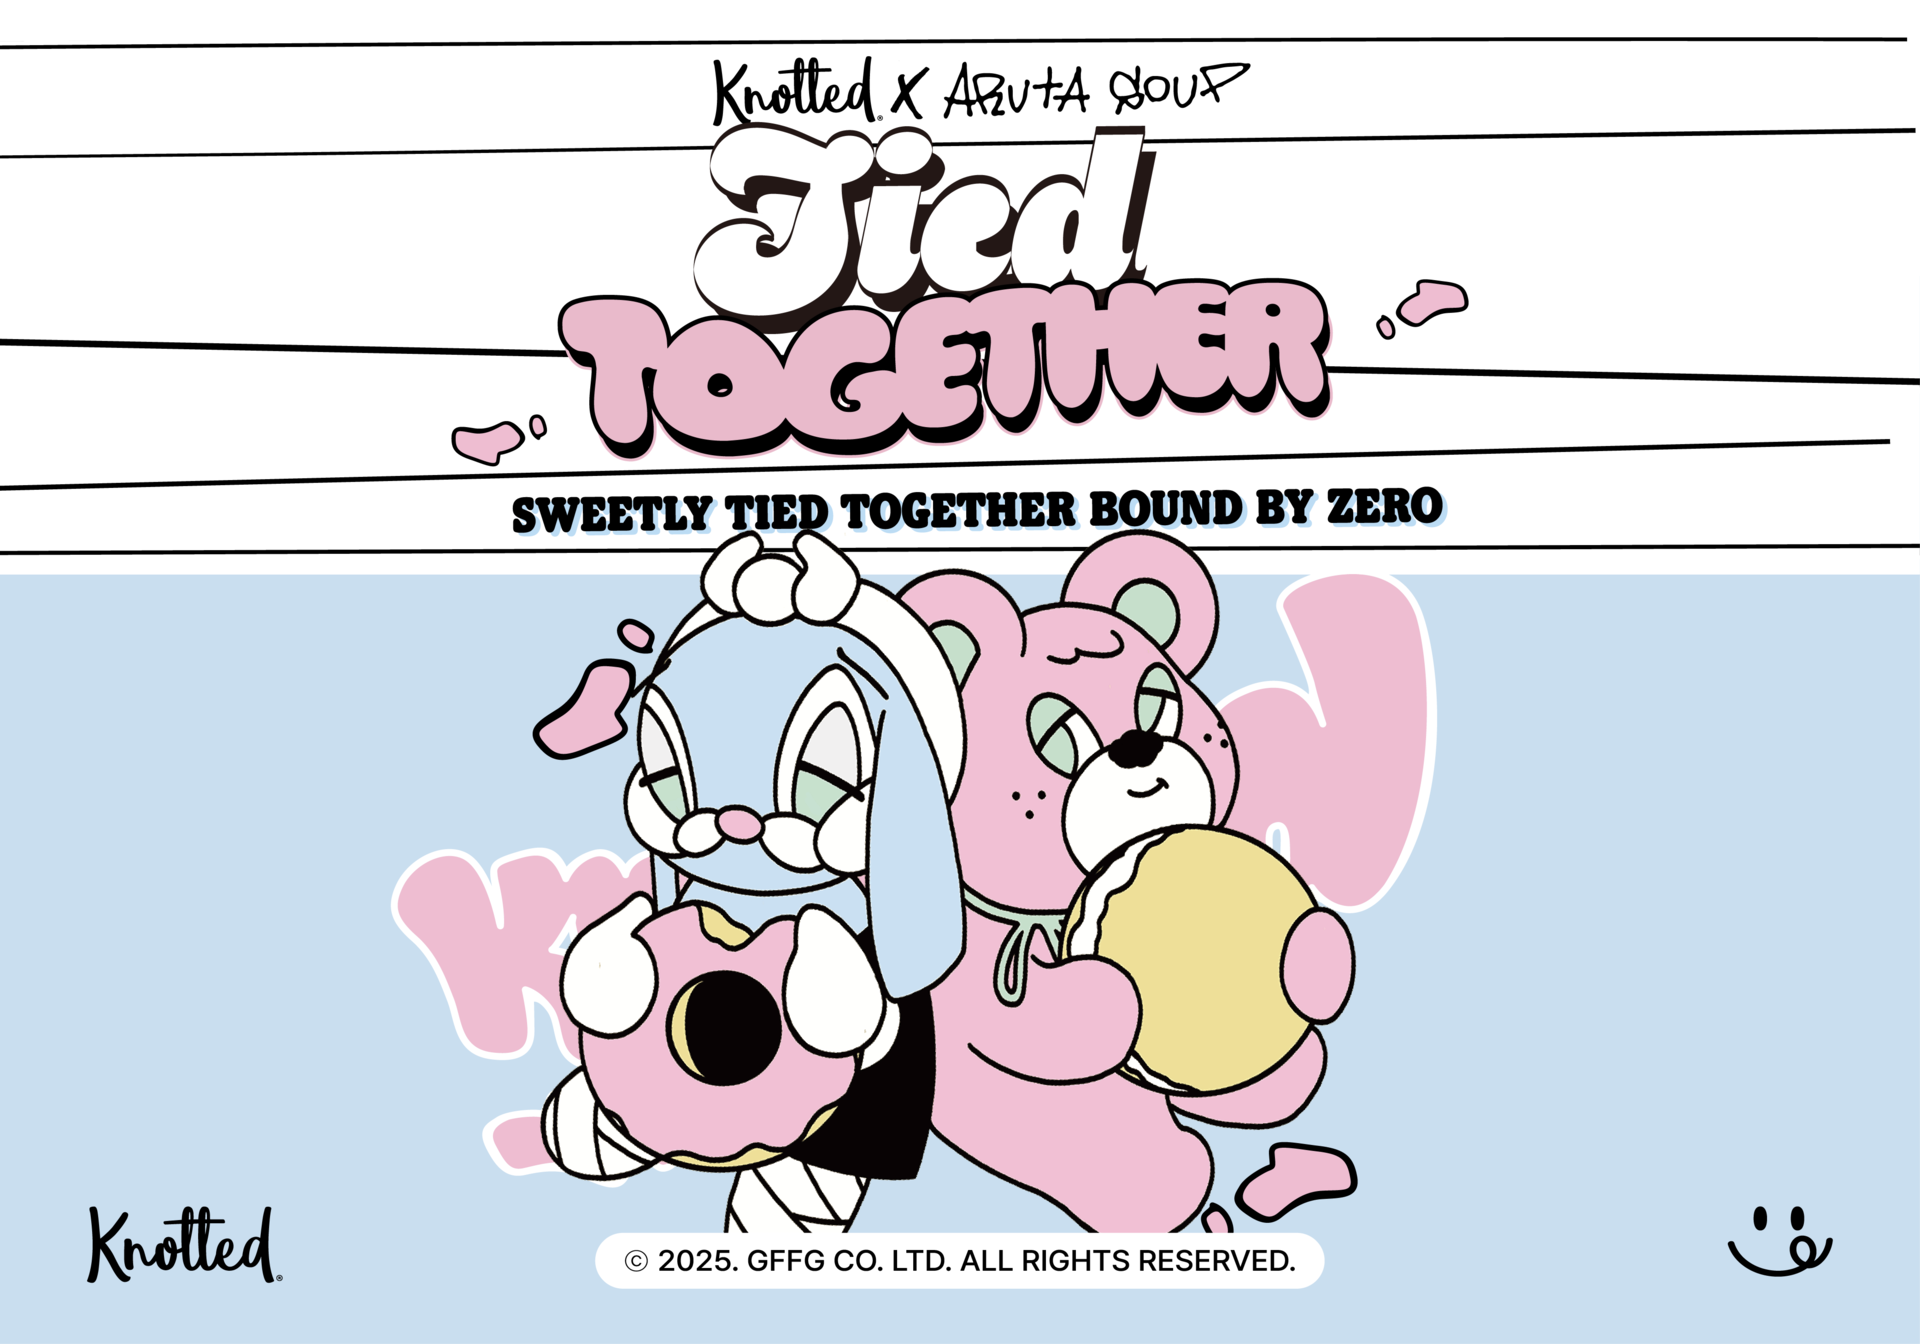 Knotted® X ARUTA SOUP
Tied
TOGETHER
SWEETLY TIED TOGETHER BOUND BY ZERO
Knotted®
© 2025. GFFG CO. LTD. ALL RIGHTS RESERVED.